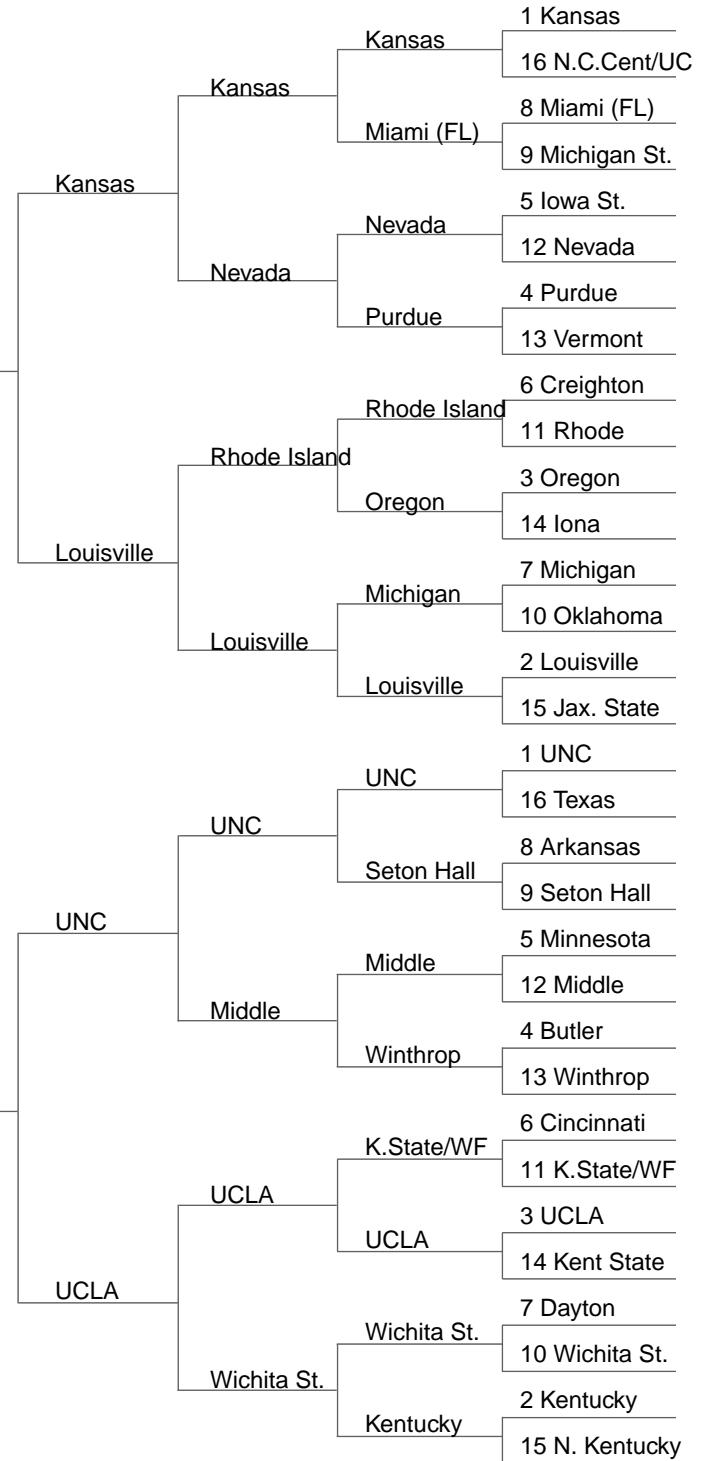 1 Kansas
Kansas
16 N.C.Cent/UC
Kansas
8 Miami (FL)
Miami (FL)
9 Michigan St.
Kansas
5 Iowa St.
Nevada
12 Nevada
Nevada
4 Purdue
Purdue
13 Vermont
6 Creighton
Rhode Island
11 Rhode
Rhode Island
3 Oregon
Oregon
14 Iona
Louisville
7 Michigan
Michigan
10 Oklahoma
Louisville
2 Louisville
Louisville
15 Jax. State
1 UNC
UNC
16 Texas
UNC
8 Arkansas
Seton Hall
9 Seton Hall
UNC
5 Minnesota
Middle
12 Middle
Middle
4 Butler
Winthrop
13 Winthrop
6 Cincinnati
K.State/WF
11 K.State/WF
UCLA
3 UCLA
UCLA
14 Kent State
UCLA
7 Dayton
Wichita St.
10 Wichita St.
Wichita St.
2 Kentucky
Kentucky
15 N. Kentucky